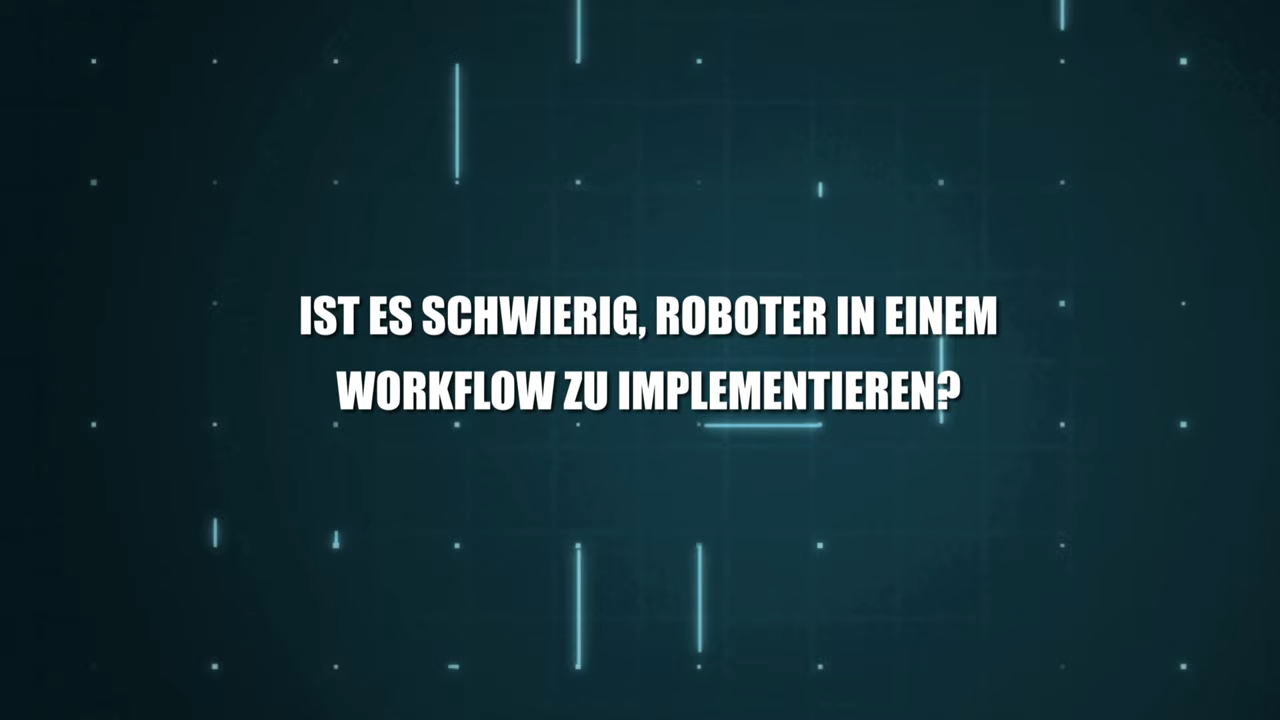 IST ES SCHWIERIG, ROBOTER IN EINEM
WORKFLOW ZU IMPLEMENTIEREN?